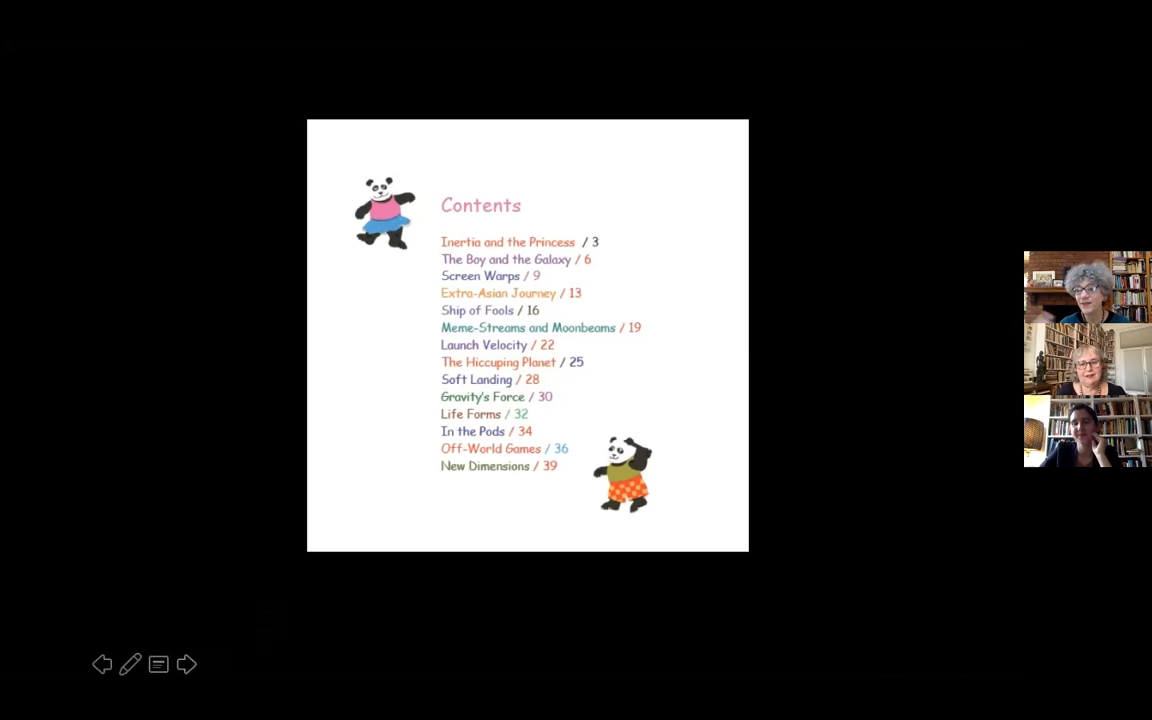 Contents
Inertia and the Princess / 3
The Boy and the Galaxy / 6
Screen Warps / 9
Extra-Asian Journey / 13
Ship of Fools / 16
Meme-Streams and Moonbeams / 19
Launch Velocity / 22
The Hiccuping Planet / 25
Soft Landing / 28
Gravity's Force / 30
Life Forms / 32
In the Pods / 34
Off-World Games / 36
New Dimensions / 39